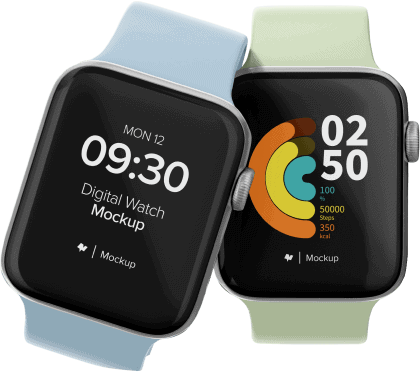 MON 12
09:30
Digital Watch
Mockup
Mockup
02
50
100
%
50000
Steps
350
kcal
Mockup